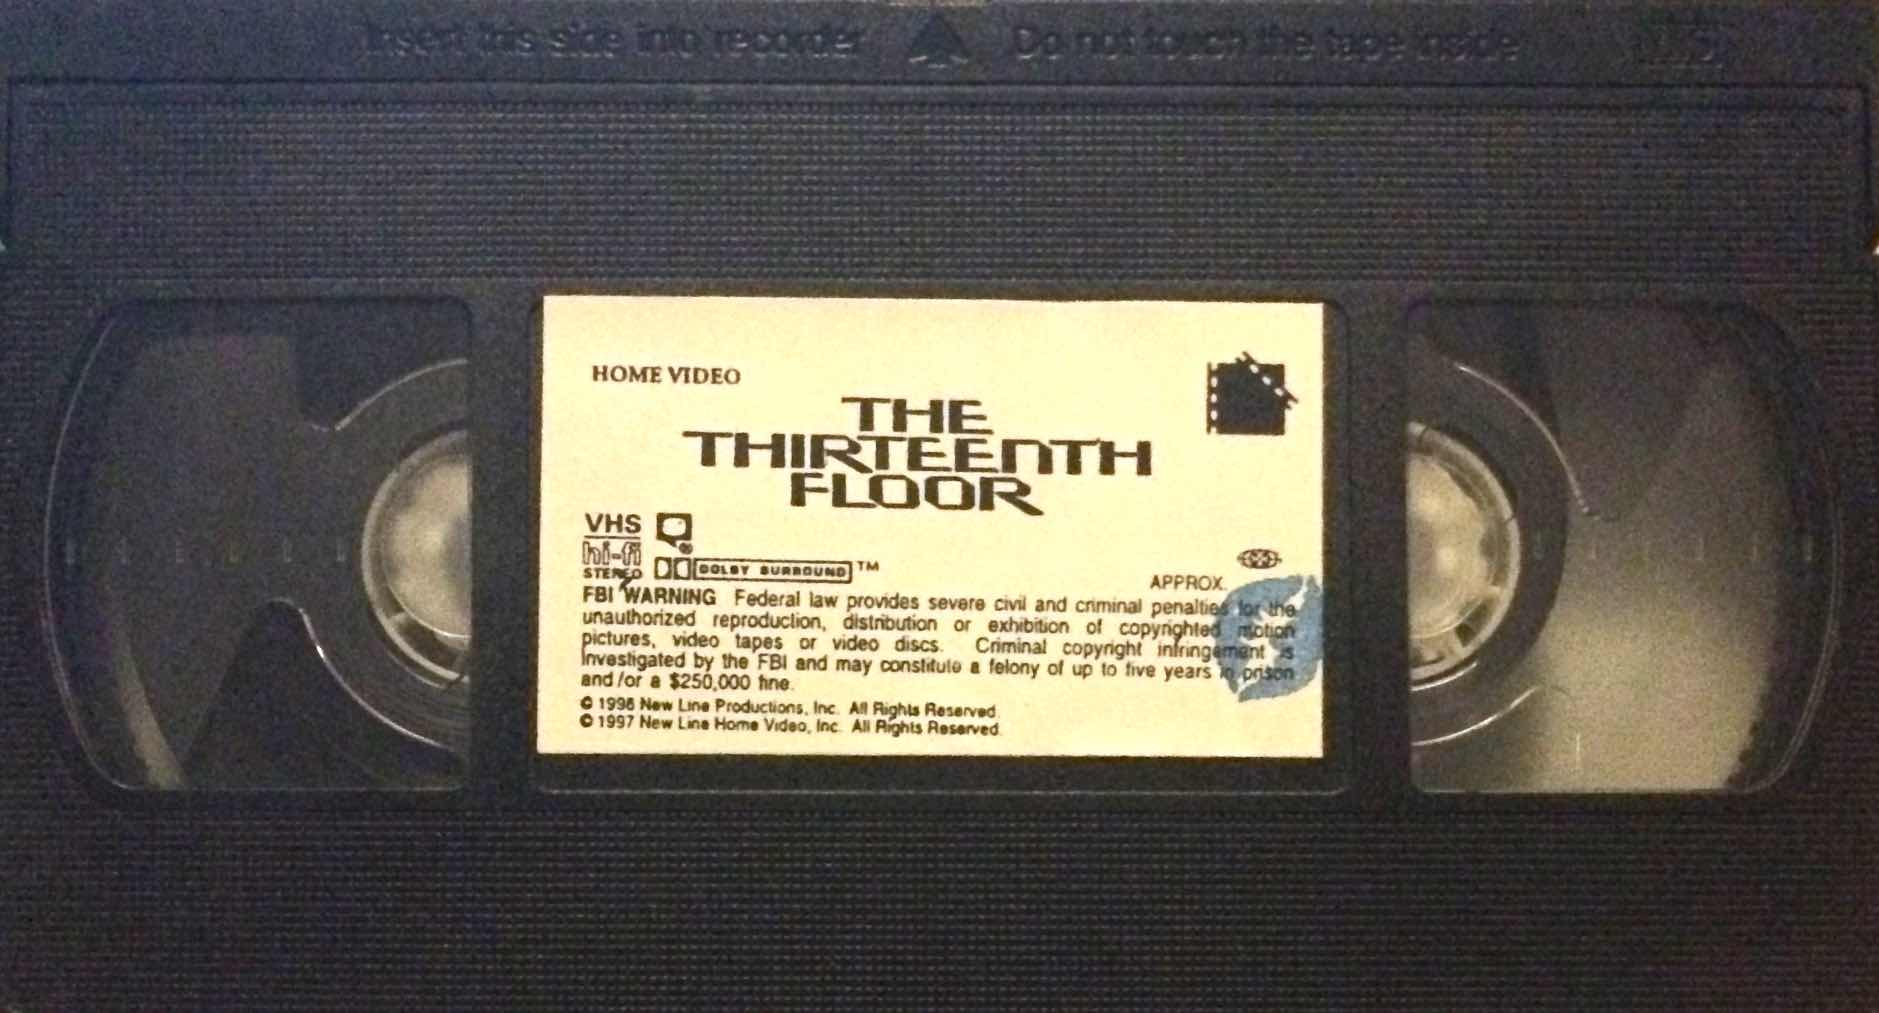 Insert this side into recorder Do not touch the tape inside VHS
HOME VIDEO
THE
THIRTEENTH
FLOOR
VHS
hi-fi
STEREO
DOLBY SURROUND TM
APPROX.
FBI WARNING Federal law provides severe civil and criminal penalties for the
unauthorized reproduction, distribution or exhibition of copyrighted motion
pictures, video tapes or video discs. Criminal copyright infringement is
investigated by the FBI and may constitute a felony of up to five years in prison
and/or a $250,000 fine.
© 1996 New Line Productions, Inc. All Rights Reserved.
© 1997 New Line Home Video, Inc. All Rights Reserved.